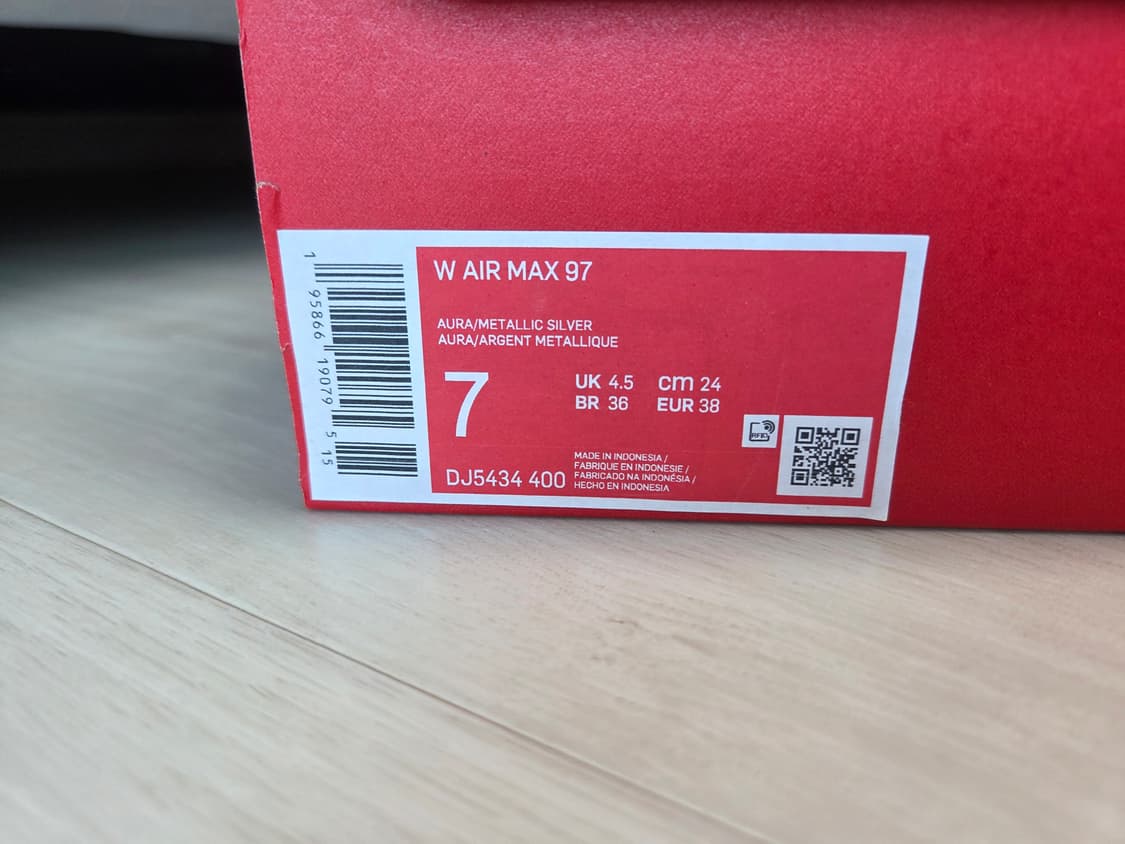 1 95866 19079 5 15
W AIR MAX 97
AURA/METALLIC SILVER
AURA/ARGENT METALLIQUE
7
UK 4.5 cm 24
BR 36 EUR 38
RFID
DJ5434 400
MADE IN INDONESIA /
FABRIQUE EN INDONESIE /
FABRICADO NA INDONÉSIA /
HECHO EN INDONESIA